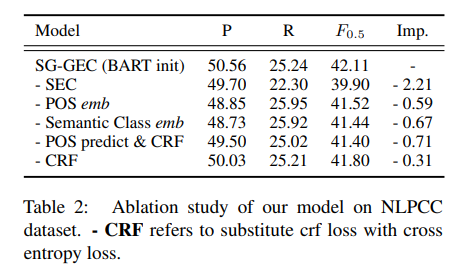 Model P R F0.5 Imp.
SG-GEC (BART init) 50.56 25.24 42.11 -
- SEC 49.70 22.30 39.90 - 2.21
- POS emb 48.85 25.95 41.52 - 0.59
- Semantic Class emb 48.73 25.92 41.44 - 0.67
- POS predict & CRF 49.50 25.02 41.40 - 0.71
- CRF 50.03 25.21 41.80 - 0.31
Table 2: Ablation study of our model on NLPCC
dataset. - CRF refers to substitute crf loss with cross
entropy loss.